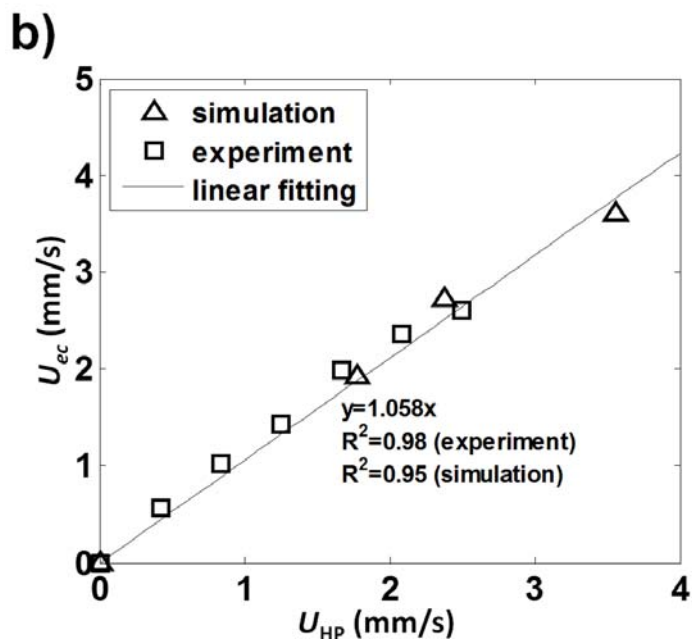 b)
5
4
3
2
1
0
simulation
experiment
linear fitting
U_ec (mm/s)
y=1.058x
R²=0.98 (experiment)
R²=0.95 (simulation)
0 1 2 3 4
U_HP (mm/s)